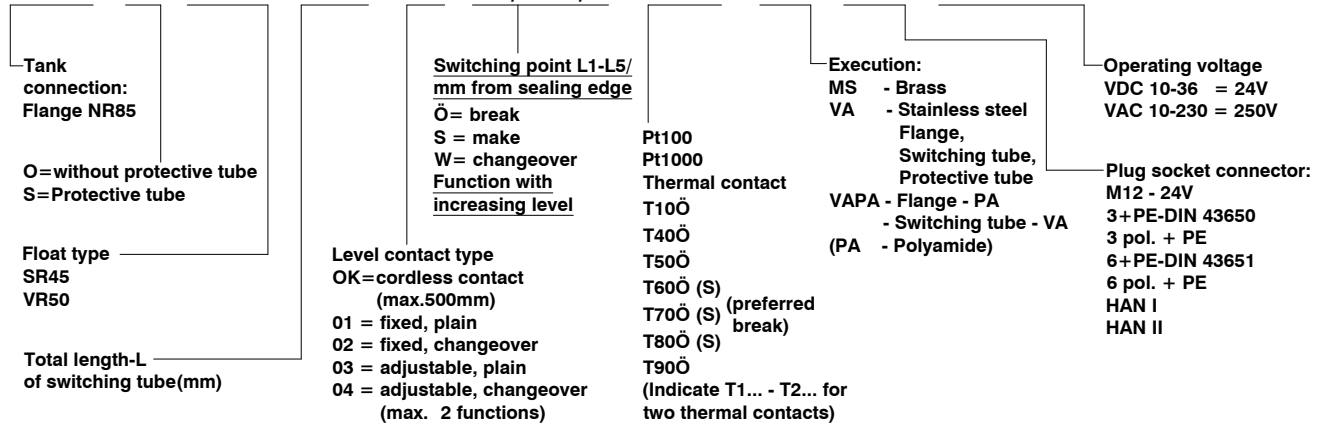 Tank
connection:
Flange NR85
O=without protective tube
S=Protective tube
Float type
SR45
VR50
Total length-L
of switching tube(mm)
Switching point L1-L5/
mm from sealing edge
Ö= break
S = make
W= changeover
Function with
increasing level
Level contact type
OK=cordless contact
(max.500mm)
01 = fixed, plain
02 = fixed, changeover
03 = adjustable, plain
04 = adjustable, changeover
(max. 2 functions)
Pt100
Pt1000
Thermal contact
T10Ö
T40Ö
T50Ö
T60Ö (S)
T70Ö (S) (preferred
break)
T80Ö (S)
T90Ö
(Indicate T1... - T2... for
two thermal contacts)
Execution:
MS - Brass
VA - Stainless steel
Flange,
Switching tube,
Protective tube
VAPA - Flange - PA
- Switching tube - VA
(PA - Polyamide)
Operating voltage
VDC 10-36 = 24V
VAC 10-230 = 250V
Plug socket connector:
M12 - 24V
3+PE-DIN 43650
3 pol. + PE
6+PE-DIN 43651
6 pol. + PE
HAN I
HAN II